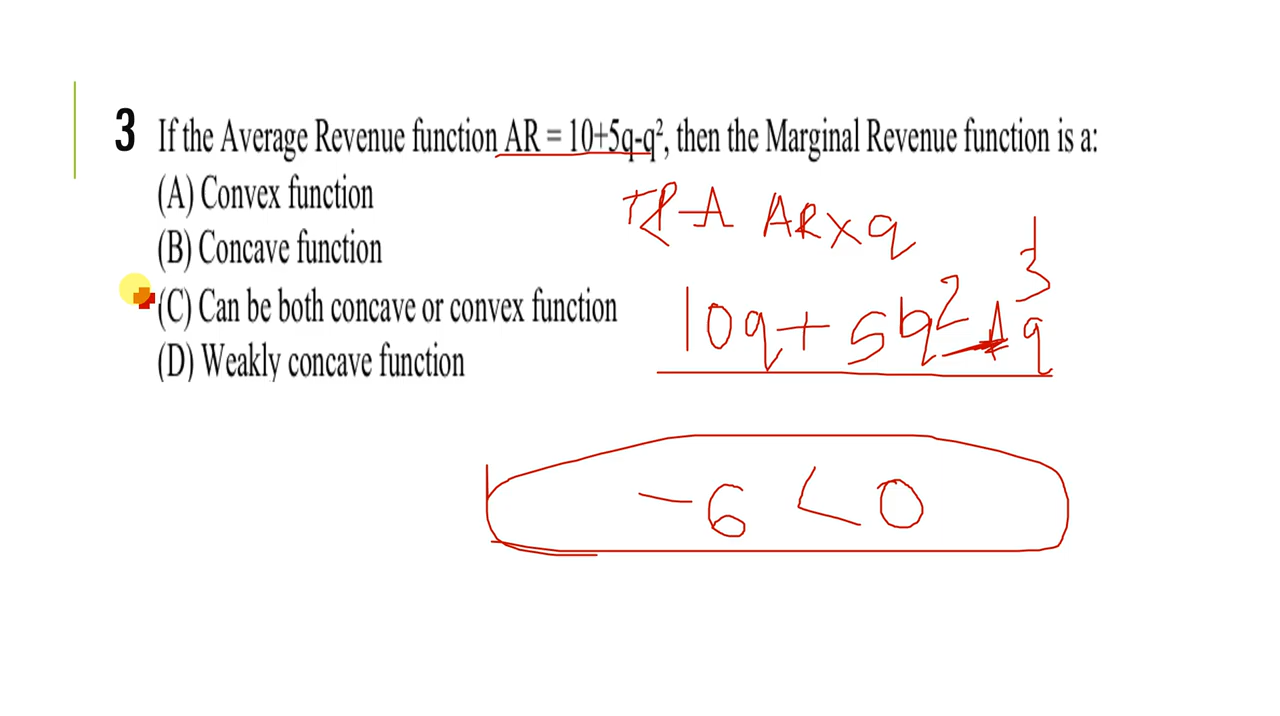 3 If the Average Revenue function AR = 10+5q-q², then the Marginal Revenue function is a:
(A) Convex function
(B) Concave function
(C) Can be both concave or convex function
(D) Weakly concave function
AR × q
10q + 5q² - q³
-6 < 0